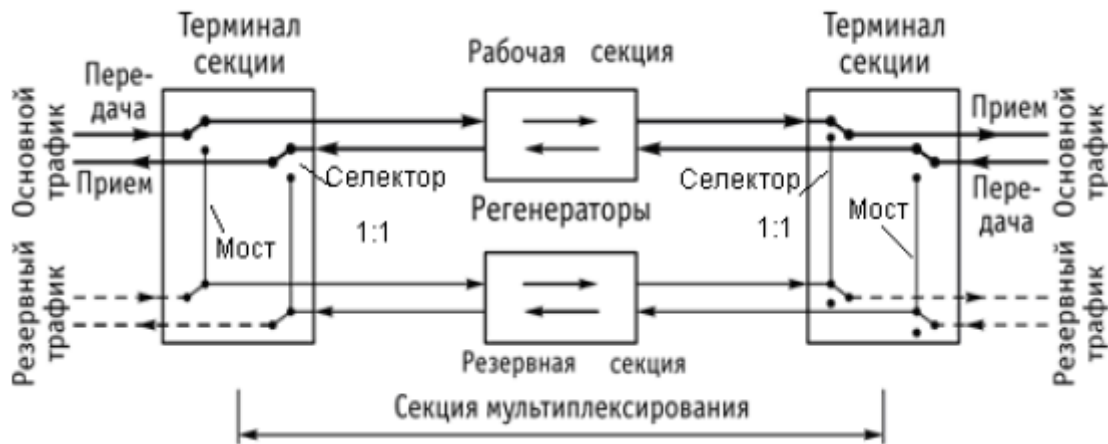 Терминал
секции
Рабочая секция
Терминал
секции
Пере-
дача
Прием
Основной
трафик
Прием
Селектор
Регенераторы
Селектор
Мост
Пере-
дача
Основной
трафик
Мост
1:1
1:1
Резервный
трафик
Резервный
трафик
Резервная секция
Секция мультиплексирования